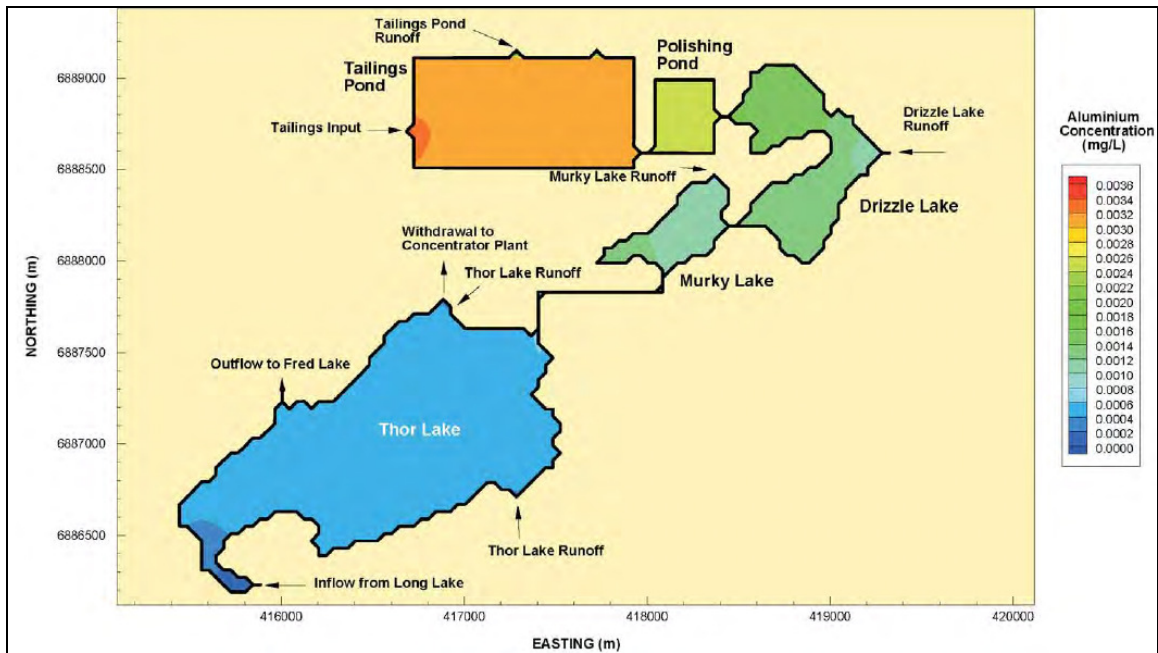 Tailings Pond
Runoff
Tailings
Pond
Polishing
Pond
Tailings Input
Drizzle Lake
Runoff
Murky Lake Runoff
Drizzle Lake
Withdrawal to
Concentrator Plant
Thor Lake Runoff
Murky Lake
Outflow to Fred Lake
Thor Lake
Thor Lake Runoff
Inflow from Long Lake
NORTHING (m)
6889000
6888500
6888000
6887500
6887000
6886500
416000
417000
418000
419000
420000
EASTING (m)
Aluminium
Concentration
(mg/L)
0.0036
0.0034
0.0032
0.0030
0.0028
0.0026
0.0024
0.0022
0.0020
0.0018
0.0016
0.0014
0.0012
0.0010
0.0008
0.0006
0.0004
0.0002
0.0000